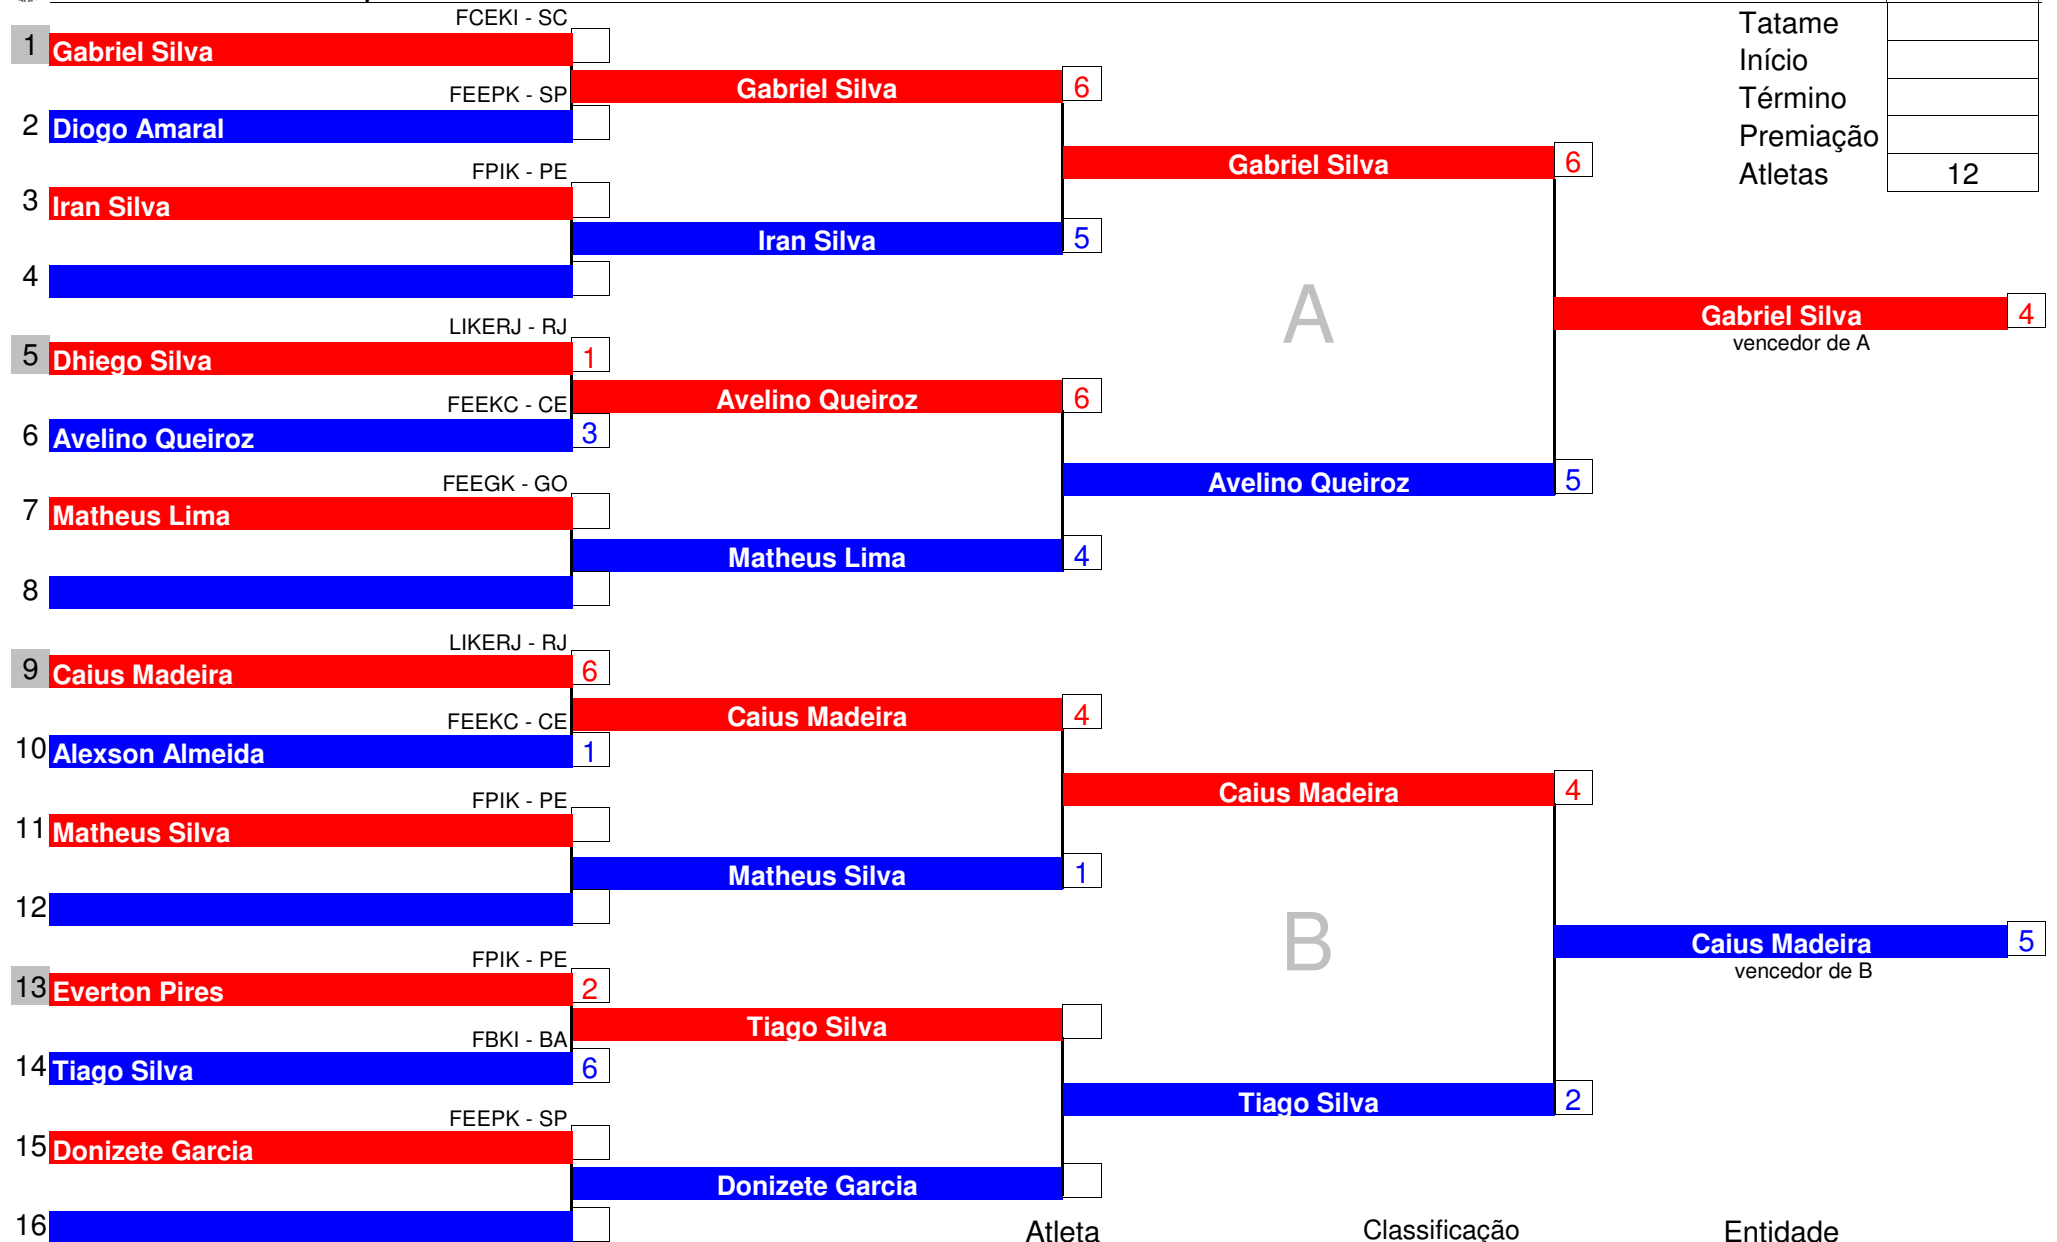 FCEKI - SC
1 Gabriel Silva
Tatame
Início
Término
Premiação
Atletas 12
FEEPK - SP
Gabriel Silva 6
2 Diogo Amaral
Gabriel Silva 6
FPIK - PE
3 Iran Silva
Iran Silva 5
4
A
Gabriel Silva 4
vencedor de A
LIKERJ - RJ
5 Dhiego Silva 1
FEEKC - CE
Avelino Queiroz 6
6 Avelino Queiroz 3
Avelino Queiroz 5
FEEGK - GO
7 Matheus Lima
Matheus Lima 4
8
LIKERJ - RJ
9 Caius Madeira 6
FEEKC - CE
Caius Madeira 4
10 Alexson Almeida 1
Caius Madeira 4
FPIK - PE
11 Matheus Silva
Matheus Silva 1
12
B
Caius Madeira 5
vencedor de B
FPIK - PE
13 Everton Pires 2
Tiago Silva
FBKI - BA
14 Tiago Silva 6
Tiago Silva 2
FEEPK - SP
15 Donizete Garcia
Donizete Garcia
16
Atleta Classificação Entidade